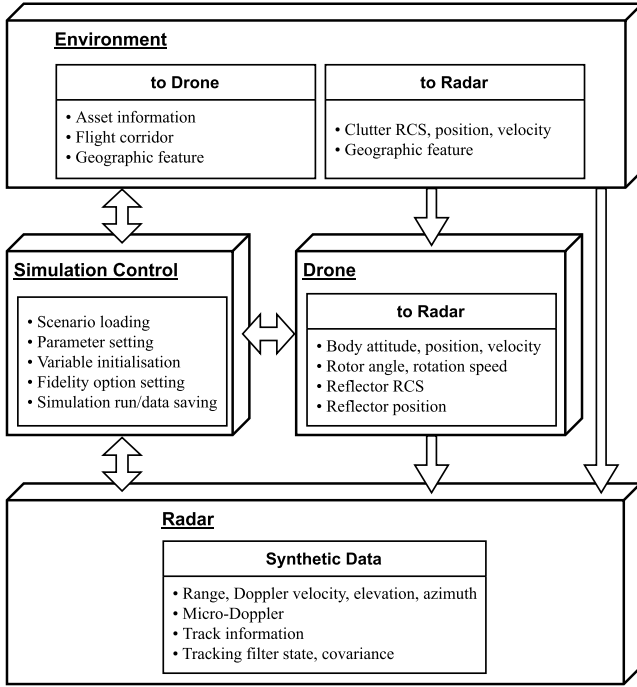 Environment
to Drone
• Asset information
• Flight corridor
• Geographic feature
to Radar
• Clutter RCS, position, velocity
• Geographic feature
Simulation Control
• Scenario loading
• Parameter setting
• Variable initialisation
• Fidelity option setting
• Simulation run/data saving
Drone
to Radar
• Body attitude, position, velocity
• Rotor angle, rotation speed
• Reflector RCS
• Reflector position
Radar
Synthetic Data
• Range, Doppler velocity, elevation, azimuth
• Micro-Doppler
• Track information
• Tracking filter state, covariance